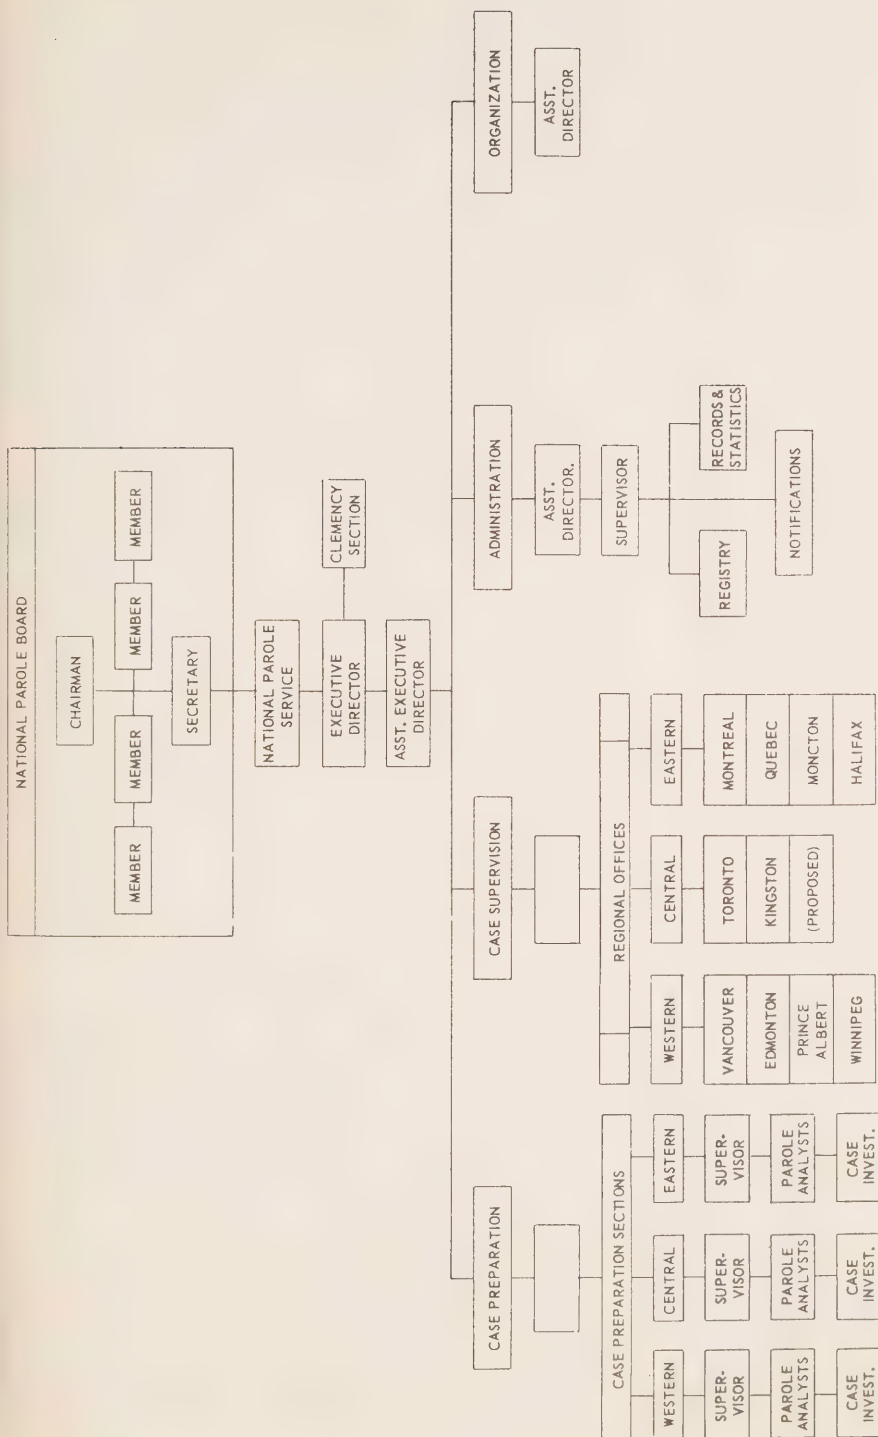 NATIONAL PAROLE BOARD
CHAIRMAN
MEMBER
MEMBER
MEMBER
MEMBER
SECRETARY
NATIONAL PAROLE
SERVICE
EXECUTIVE
DIRECTOR
CLEMENCY
SECTION
ASST. EXECUTIVE
DIRECTOR
CASE PREPARATION
CASE PREPARATION SECTIONS
WESTERN
CENTRAL
EASTERN
SUPER-
VISOR
SUPER-
VISOR
SUPER-
VISOR
PAROLE
ANALYSTS
PAROLE
ANALYSTS
PAROLE
ANALYSTS
CASE
INVEST.
CASE
INVEST.
CASE
INVEST.
CASE SUPERVISION
REGIONAL OFFICES
WESTERN
CENTRAL
EASTERN
VANCOUVER
EDMONTON
PRINCE
ALBERT
WINNIPEG
TORONTO
KINGSTON
(PROPOSED)
MONTREAL
QUEBEC
MONCTON
HALIFAX
ADMINISTRATION
ASST.
DIRECTOR.
SUPERVISOR
REGISTRY
RECORDS &
STATISTICS
NOTIFICATIONS
ORGANIZATION
ASST.
DIRECTOR